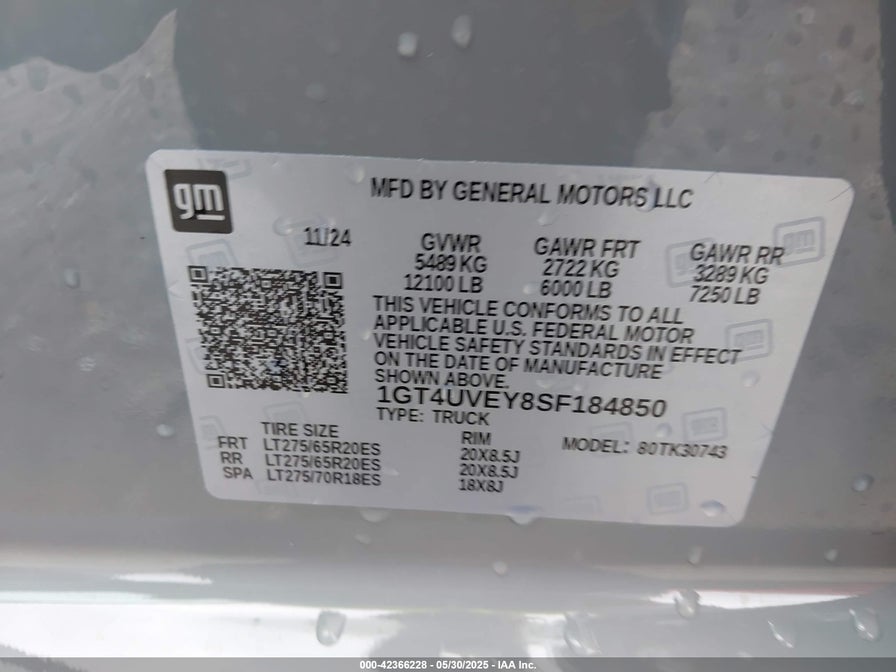 gm
MFD BY GENERAL MOTORS LLC
11/24
GVWR
5489 KG
12100 LB
GAWR FRT
2722 KG
6000 LB
GAWR RR
3289 KG
7250 LB
THIS VEHICLE CONFORMS TO ALL
APPLICABLE U.S. FEDERAL MOTOR
VEHICLE SAFETY STANDARDS IN EFFECT
ON THE DATE OF MANUFACTURE
SHOWN ABOVE.
1GT4UVEY8SF184850
TYPE: TRUCK
MODEL: 80TK30743
TIRE SIZE RIM
FRT LT275/65R20ES 20X8.5J
RR LT275/65R20ES 20X8.5J
SPA LT275/70R18ES 18X8J
000-42366228 - 05/30/2025 - IAA Inc.